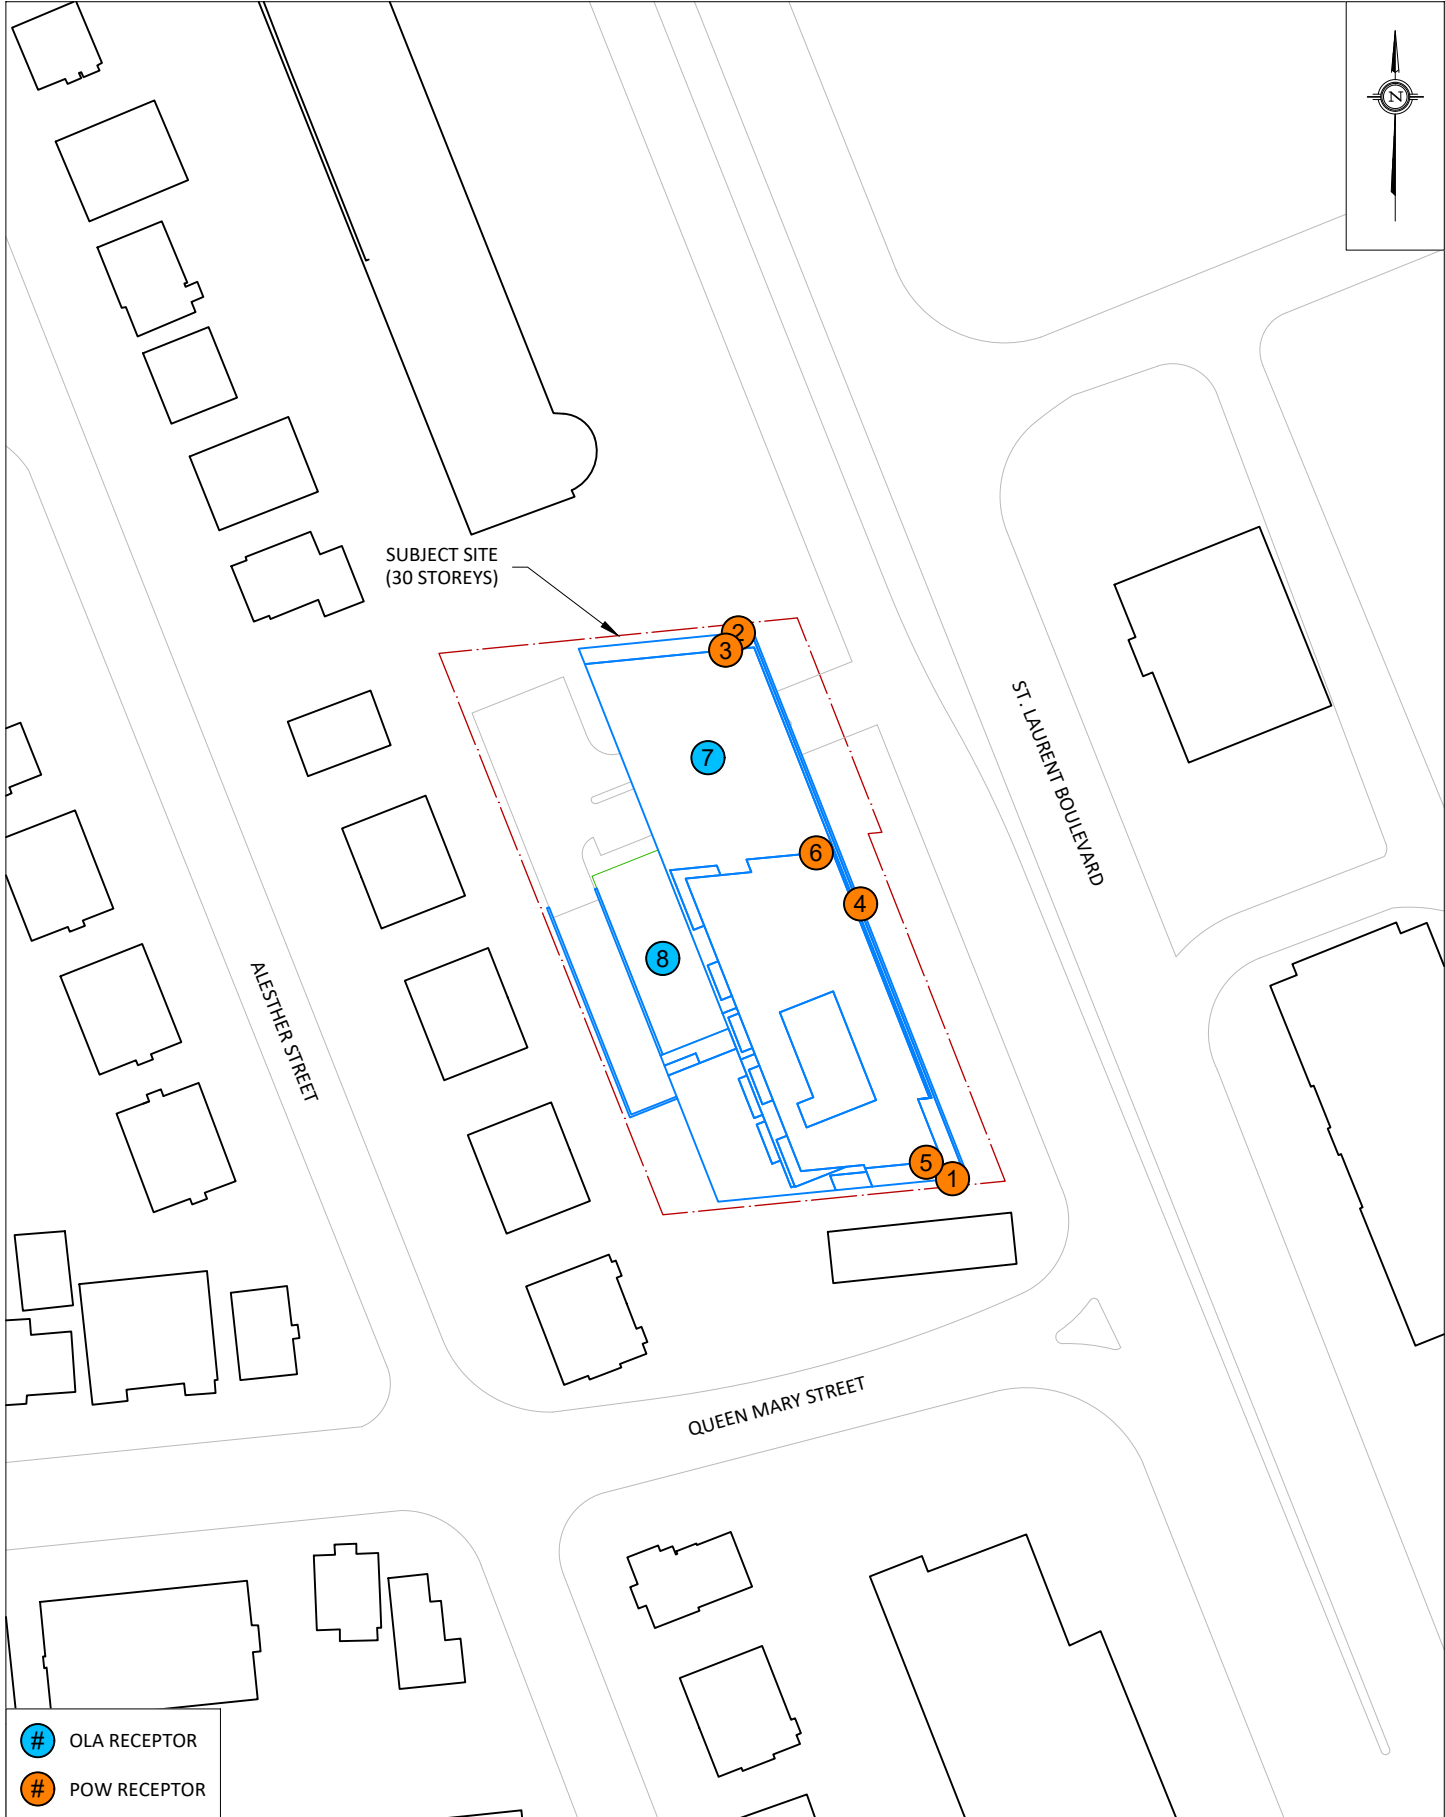 N
SUBJECT SITE
(30 STOREYS)
2
3
7
ST. LAURENT BOULEVARD
6
4
8
ALESTHER STREET
5
1
QUEEN MARY STREET
# OLA RECEPTOR
# POW RECEPTOR